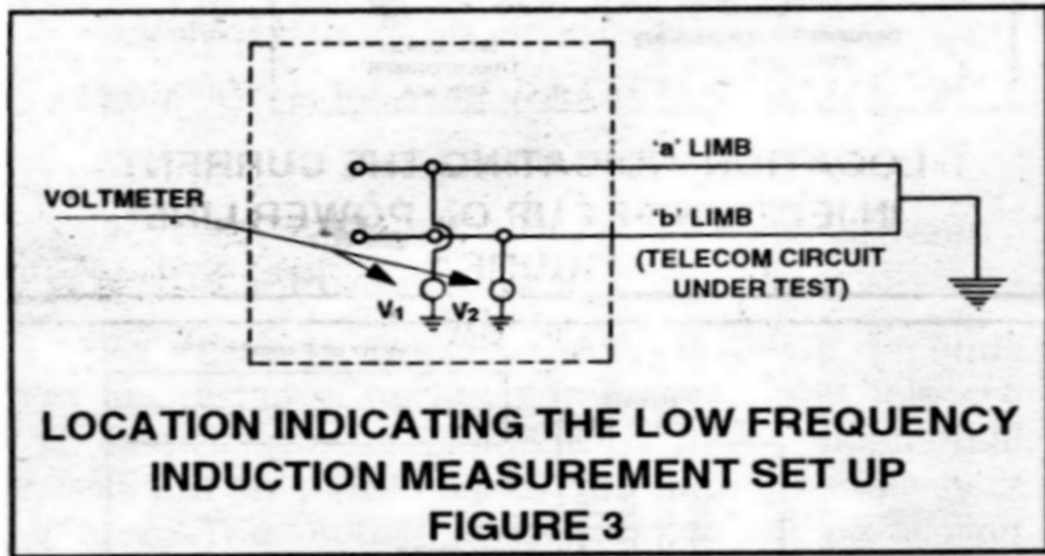 'a' LIMB
VOLTMETER
'b' LIMB
(TELECOM CIRCUIT
UNDER TEST)
V1 V2
LOCATION INDICATING THE LOW FREQUENCY
INDUCTION MEASUREMENT SET UP
FIGURE 3